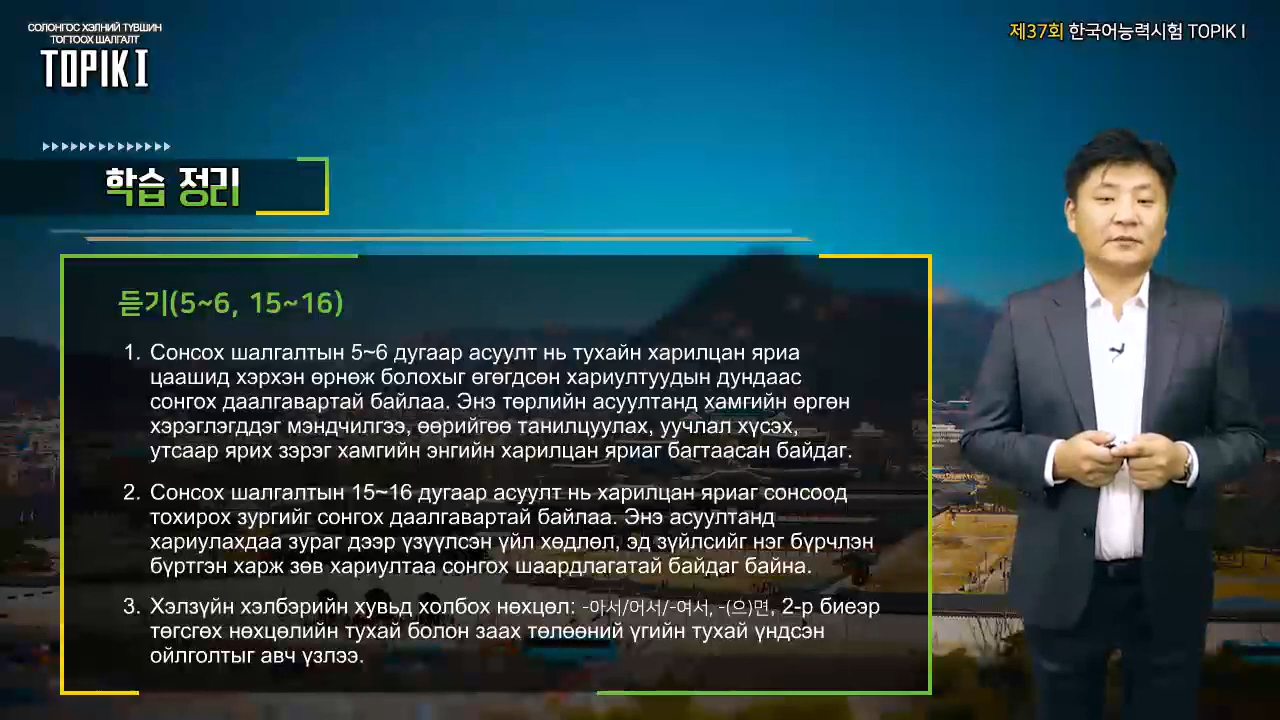 СОЛОНГОС ХЭЛНИЙ ТҮВШИН
ТОГТООХ ШАЛГАЛТ
TOPIK I
제37회 한국어능력시험 TOPIK I
학습 정리
듣기(5~6, 15~16)
1. Сонсох шалгалтын 5~6 дугаар асуулт нь тухайн харилцан яриа
цаашид хэрхэн өрнөж болохыг өгөгдсөн хариултуудын дундаас
сонгох даалгавартай байлаа. Энэ төрлийн асуултанд хамгийн өргөн
хэрэглэгддэг мэндчилгээ, өөрийгөө танилцуулах, уучлал хүсэх,
утсаар ярих зэрэг хамгийн энгийн харилцан яриаг багтаасан байдаг.
2. Сонсох шалгалтын 15~16 дугаар асуулт нь харилцан яриаг сонсоод
тохирох зургийг сонгох даалгавартай байлаа. Энэ асуултанд
хариулахдаа зураг дээр үзүүлсэн үйл хөдлөл, эд зүйлсийг нэг бүрчлэн
бүртгэн харж зөв хариултаа сонгох шаардлагатай байдаг байна.
3. Хэлзүйн хэлбэрийн хувьд холбох нөхцөл: -아서/어서/-여서, -(으)면, 2-р биеэр
төгсгөх нөхцөлийн тухай болон заах төлөөний үгийн тухай үндсэн
ойлголтыг авч үзлээ.